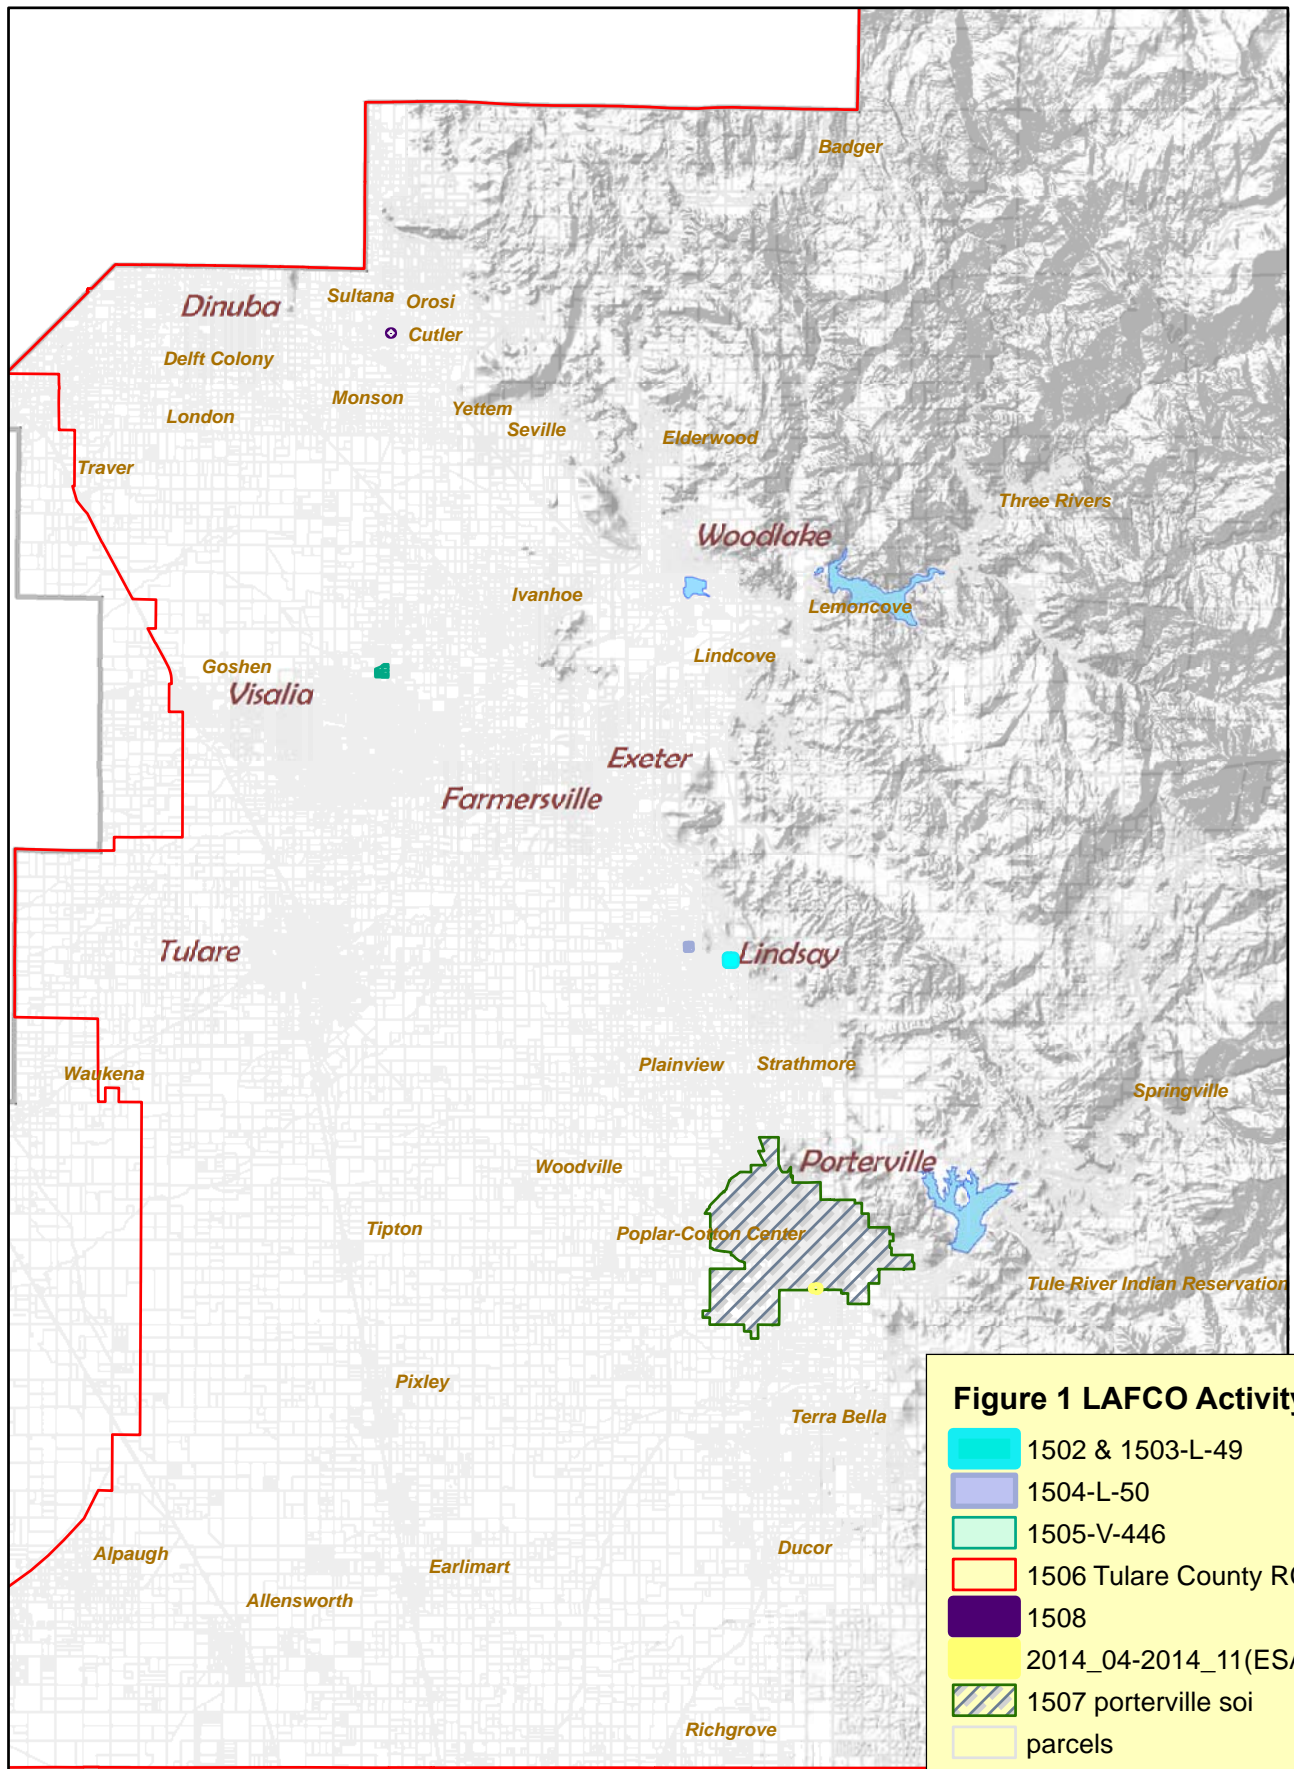 Badger
Dinuba
Sultana
Orosi
Cutler
Delft Colony
Monson
London
Yettem
Seville
Elderwood
Traver
Three Rivers
Woodlake
Ivanhoe
Lemoncove
Goshen
Lindcove
Visalia
Exeter
Farmersville
Tulare
Lindsay
Waukena
Plainview
Strathmore
Springville
Woodville
Porterville
Tipton
Poplar-Cotton Center
Tule River Indian Reservation
Pixley
Figure 1 LAFCO Activity
Terra Bella
1502 & 1503-L-49
1504-L-50
1505-V-446
1506 Tulare County RC
1508
2014_04-2014_11(ESA
1507 porterville soi
parcels
Alpaugh
Earlimart
Ducor
Allensworth
Richgrove